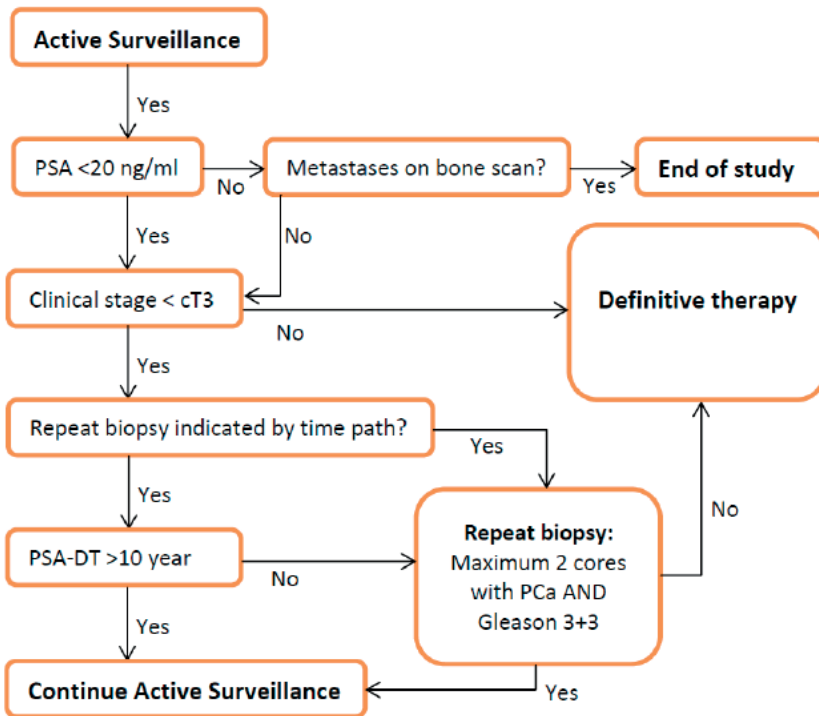 Active Surveillance
Yes
PSA <20 ng/ml
No
Metastases on bone scan?
Yes
End of study
Yes
No
Clinical stage < cT3
No
Definitive therapy
Yes
Repeat biopsy indicated by time path?
Yes
Yes
No
Repeat biopsy:
Maximum 2 cores
with PCa AND
Gleason 3+3
PSA-DT >10 year
No
Yes
Continue Active Surveillance
Yes